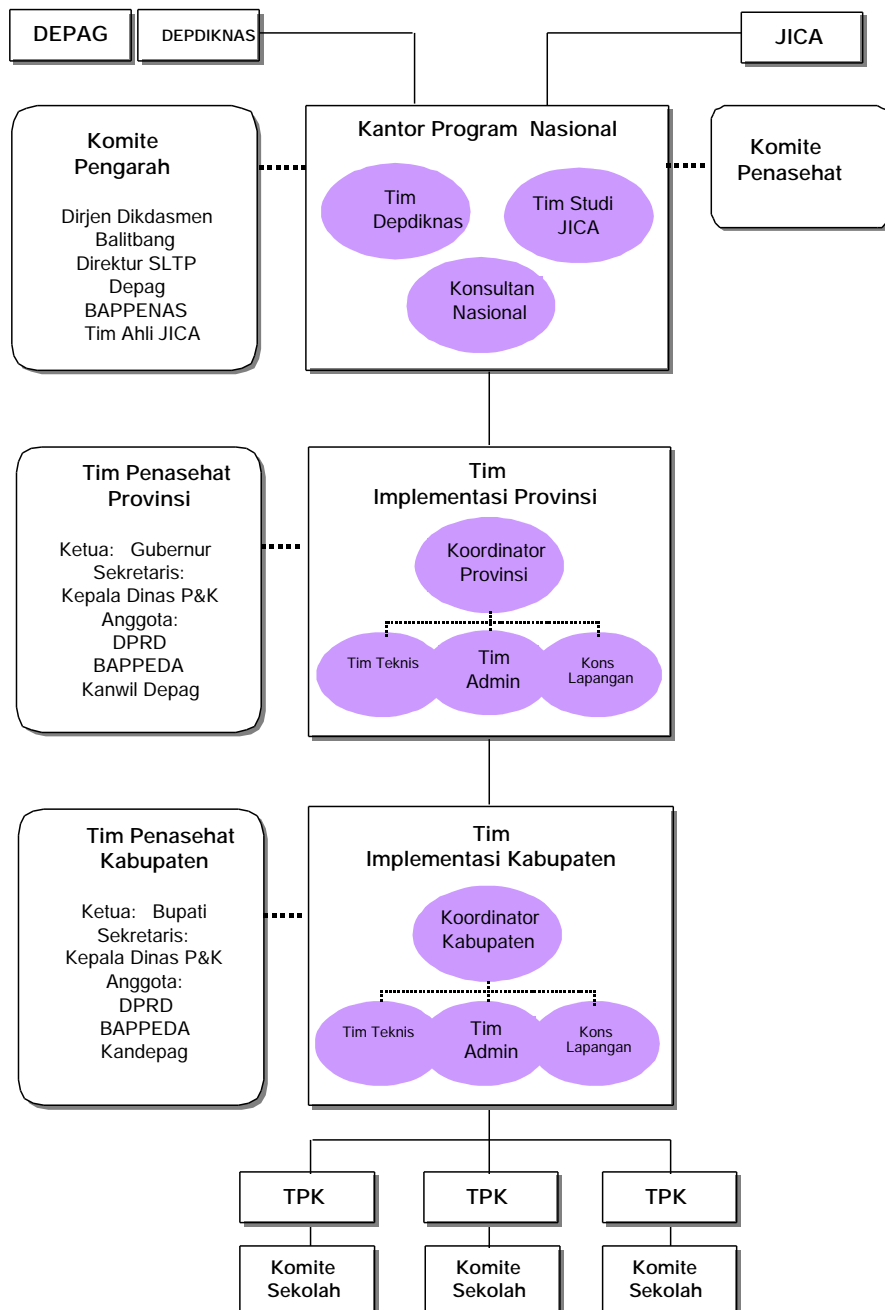 DEPAG
DEPDIKNAS
JICA
Komite
Pengarah
Dirjen Dikdasmen
Balitbang
Direktur SLTP
Depag
BAPPENAS
Tim Ahli JICA
Kantor Program Nasional
Tim
Depdiknas
Tim Studi
JICA
Konsultan
Nasional
Komite
Penasehat
Tim Penasehat
Provinsi
Ketua: Gubernur
Sekretaris:
Kepala Dinas P&K
Anggota:
DPRD
BAPPEDA
Kanwil Depag
Tim
Implementasi Provinsi
Koordinator
Provinsi
Tim Teknis
Tim
Admin
Kons
Lapangan
Tim Penasehat
Kabupaten
Ketua: Bupati
Sekretaris:
Kepala Dinas P&K
Anggota:
DPRD
BAPPEDA
Kandepag
Tim
Implementasi Kabupaten
Koordinator
Kabupaten
Tim Teknis
Tim
Admin
Kons
Lapangan
TPK
TPK
TPK
Komite
Sekolah
Komite
Sekolah
Komite
Sekolah